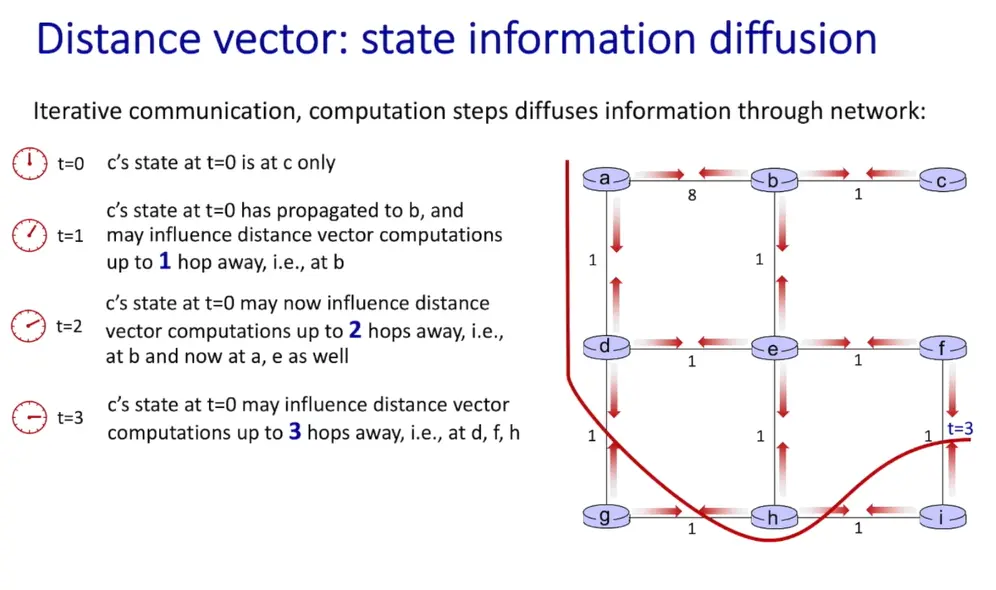 Distance vector: state information diffusion
Iterative communication, computation steps diffuses information through network:
t=0
c's state at t=0 is at c only
t=1
c's state at t=0 has propagated to b, and
may influence distance vector computations
up to 1 hop away, i.e., at b
t=2
c's state at t=0 may now influence distance
vector computations up to 2 hops away, i.e.,
at b and now at a, e as well
t=3
c's state at t=0 may influence distance vector
computations up to 3 hops away, i.e., at d, f, h
a
b
c
8
1
1
1
d
e
f
1
1
1
1
1
t=3
g
h
i
1
1